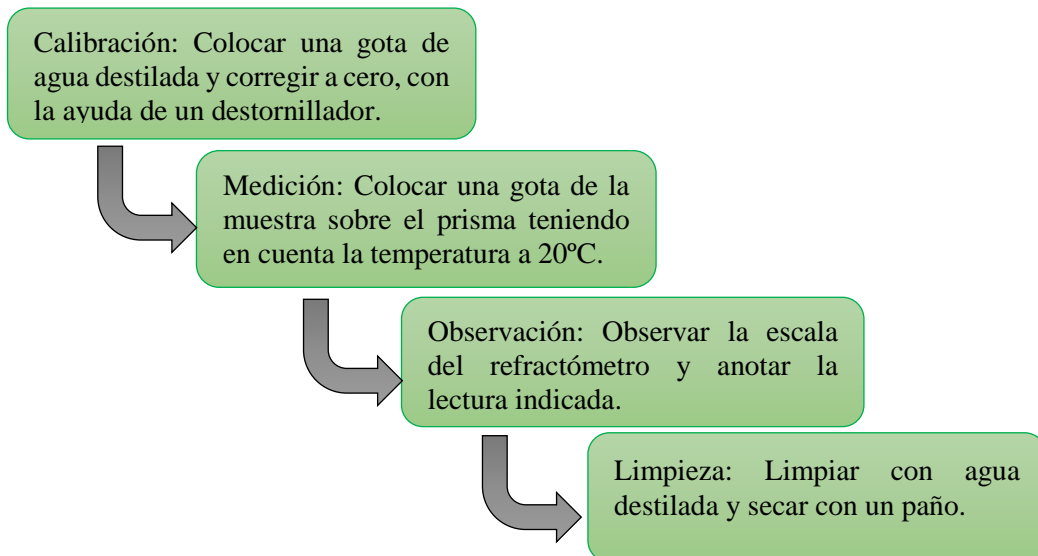 Calibración: Colocar una gota de
agua destilada y corregir a cero, con
la ayuda de un destornillador.
Medición: Colocar una gota de la
muestra sobre el prisma teniendo
en cuenta la temperatura a 20ºC.
Observación: Observar la escala
del refractómetro y anotar la
lectura indicada.
Limpieza: Limpiar con agua
destilada y secar con un paño.